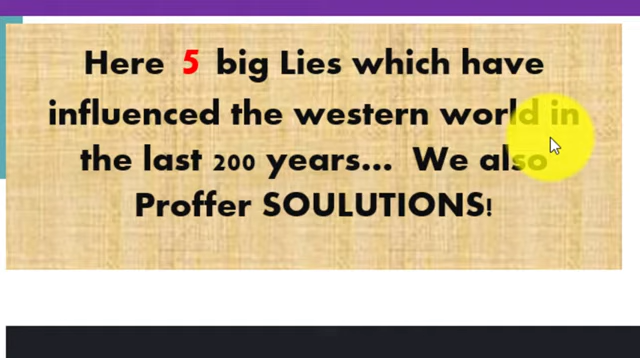 Here 5 big Lies which have
influenced the western world in
the last 200 years... We also
Proffer SOULUTIONS!